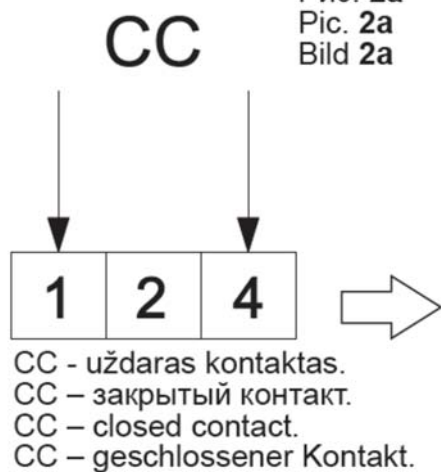 CC
Pic. 2a
Bild 2a
1 2 4
CC - uždaras kontaktas.
CC – закрытый контакт.
CC – closed contact.
CC – geschlossener Kontakt.